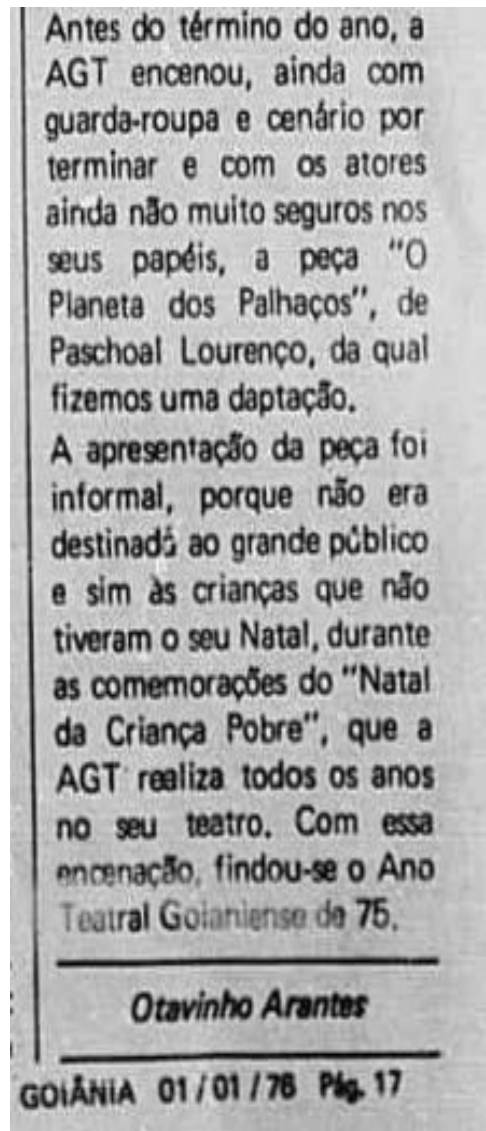 Antes do término do ano, a
AGT encenou, ainda com
guarda-roupa e cenário por
terminar e com os atores
ainda não muito seguros nos
seus papéis, a peça "O
Planeta dos Palhaços", de
Paschoal Lourenço, da qual
fizemos uma daptação.
A apresentação da peça foi
informal, porque não era
destinada ao grande público
e sim às crianças que não
tiveram o seu Natal, durante
as comemorações do "Natal
da Criança Pobre", que a
AGT realiza todos os anos
no seu teatro. Com essa
encenação, findou-se o Ano
Teatral Goianiense de 75.
Otavinho Arantes
GOIÂNIA 01/01/76 Pág. 17